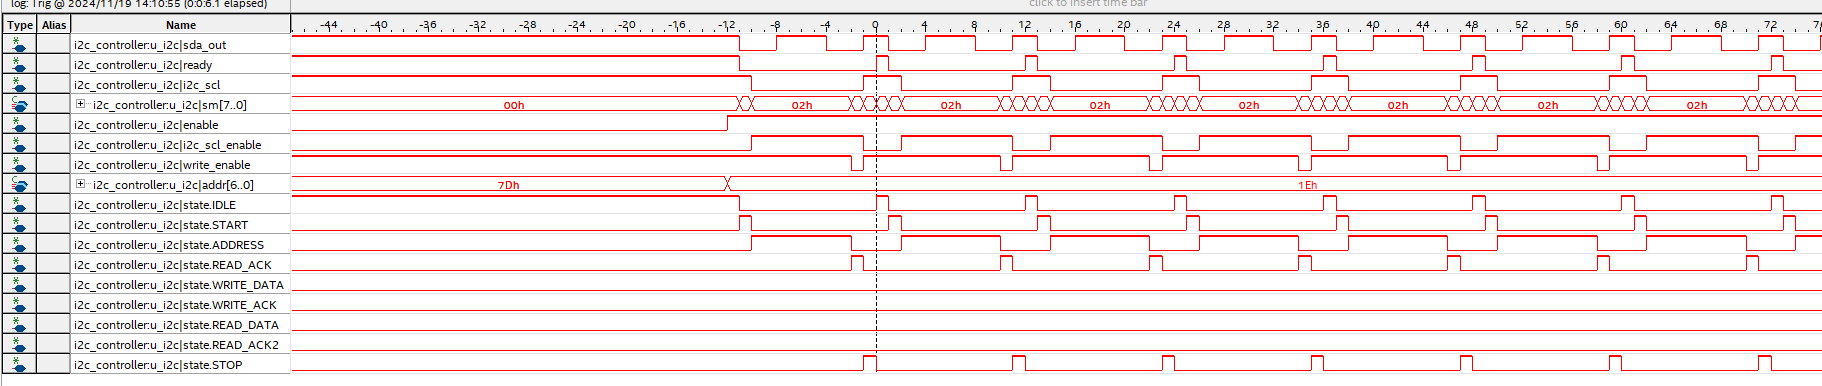 log: Trig @ 2024/11/19 14:10:55 (0:0:6.1 elapsed)
click to insert time bar
Type Alias Name -44 -40 -36 -32 -28 -24 -20 -16 -12 -8 -4 0 4 8 12 16 20 24 28 32 36 40 44 48 52 56 60 64 68 72
i2c_controller:u_i2c|sda_out
i2c_controller:u_i2c|ready
i2c_controller:u_i2c|i2c_scl
i2c_controller:u_i2c|sm[7..0] 00h 02h 02h 02h 02h 02h 02h 02h
i2c_controller:u_i2c|enable
i2c_controller:u_i2c|i2c_scl_enable
i2c_controller:u_i2c|write_enable
i2c_controller:u_i2c|addr[6..0] 7Dh 1Eh
i2c_controller:u_i2c|state.IDLE
i2c_controller:u_i2c|state.START
i2c_controller:u_i2c|state.ADDRESS
i2c_controller:u_i2c|state.READ_ACK
i2c_controller:u_i2c|state.WRITE_DATA
i2c_controller:u_i2c|state.WRITE_ACK
i2c_controller:u_i2c|state.READ_DATA
i2c_controller:u_i2c|state.READ_ACK2
i2c_controller:u_i2c|state.STOP